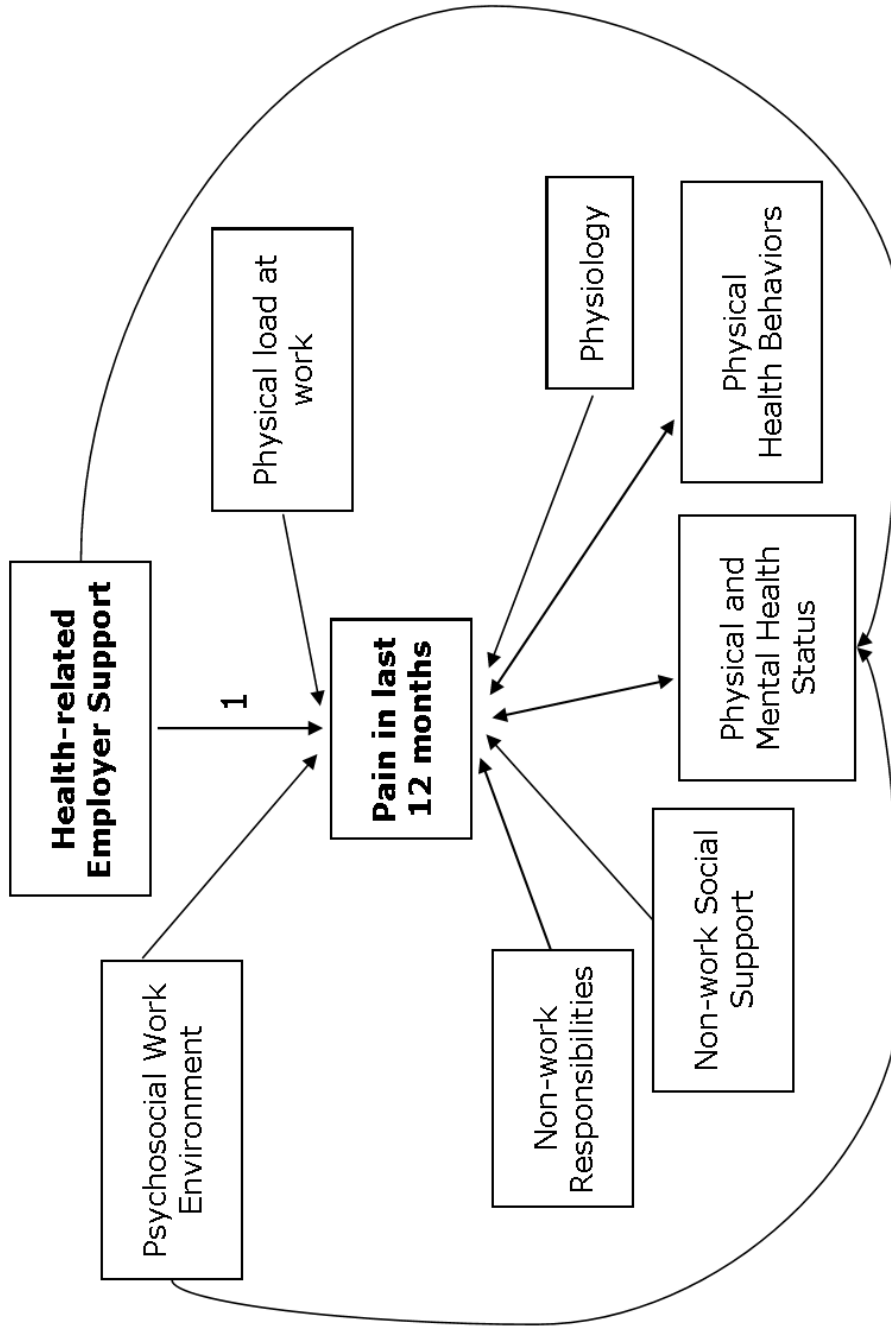 Psychosocial Work
Environment
Health-related
Employer Support
1
Physical load at
work
Pain in last
12 months
Non-work
Responsibilities
Non-work Social
Support
Physical and
Mental Health
Status
Physical
Health Behaviors
Physiology